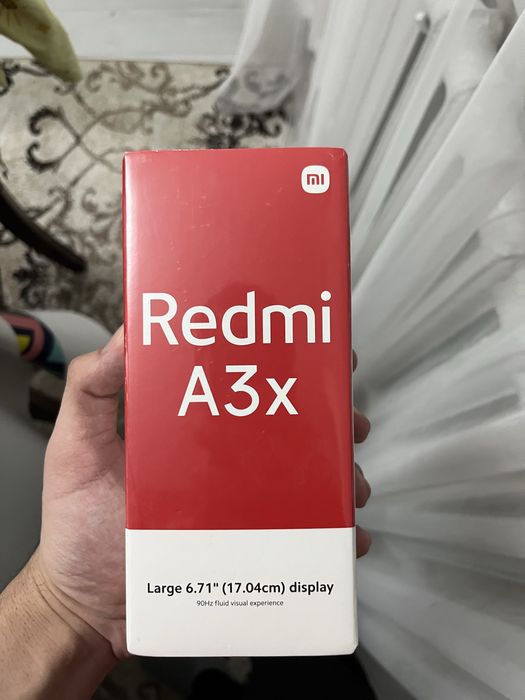 mi
Redmi
A3x
Large 6.71" (17.04cm) display
90Hz fluid visual experience